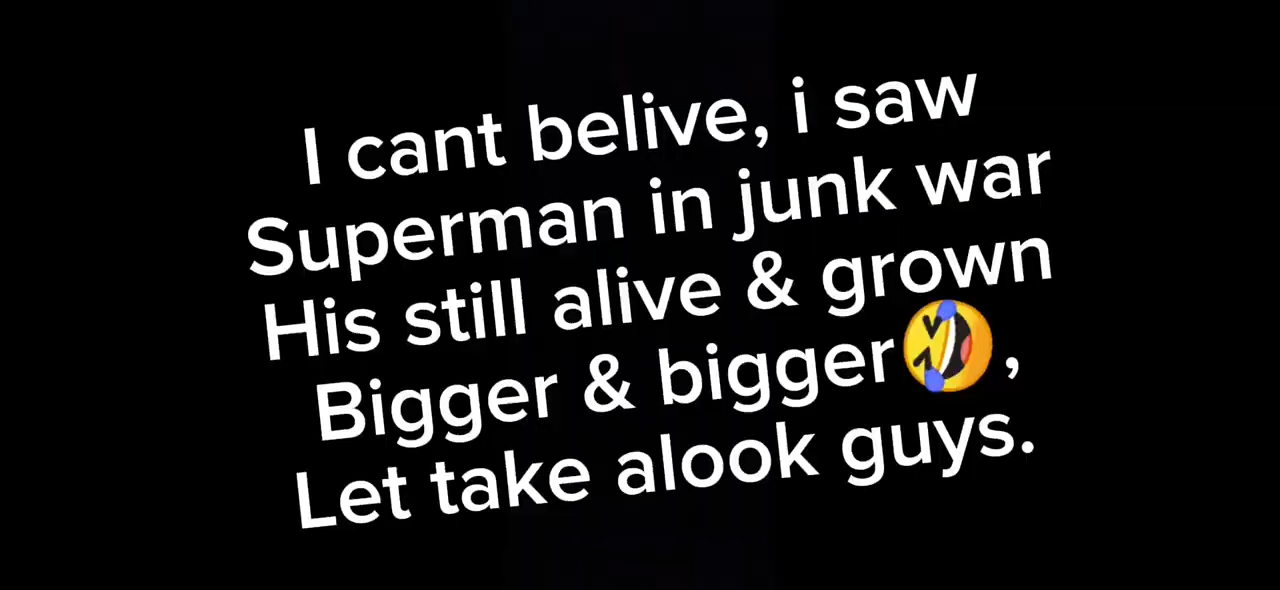 I cant belive, i saw
Superman in junk war
His still alive & grown
Bigger & bigger🤣,
Let take alook guys.